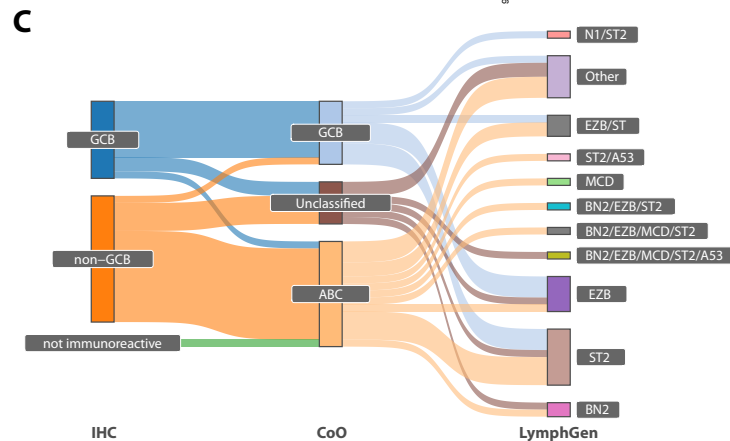 C
g
N1/ST2
Other
EZB/ST
ST2/A53
MCD
BN2/EZB/ST2
BN2/EZB/MCD/ST2
BN2/EZB/MCD/ST2/A53
EZB
ST2
BN2
GCB
Unclassified
ABC
GCB
non-GCB
not immunoreactive
IHC
CoO
LymphGen